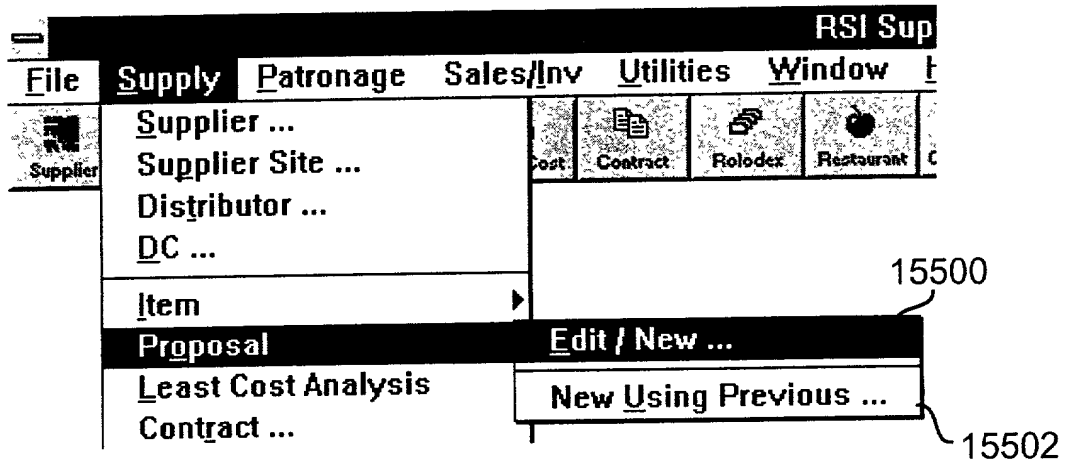 RSI Sup
File Supply Patronage Sales/Inv Utilities Window
Supplier Cost Contract Rolodex Restaurant
Supplier ...
Supplier Site ...
Distributor ...
DC ...
15500
Item
Proposal Edit / New ...
Least Cost Analysis New Using Previous ...
Contract ...
15502